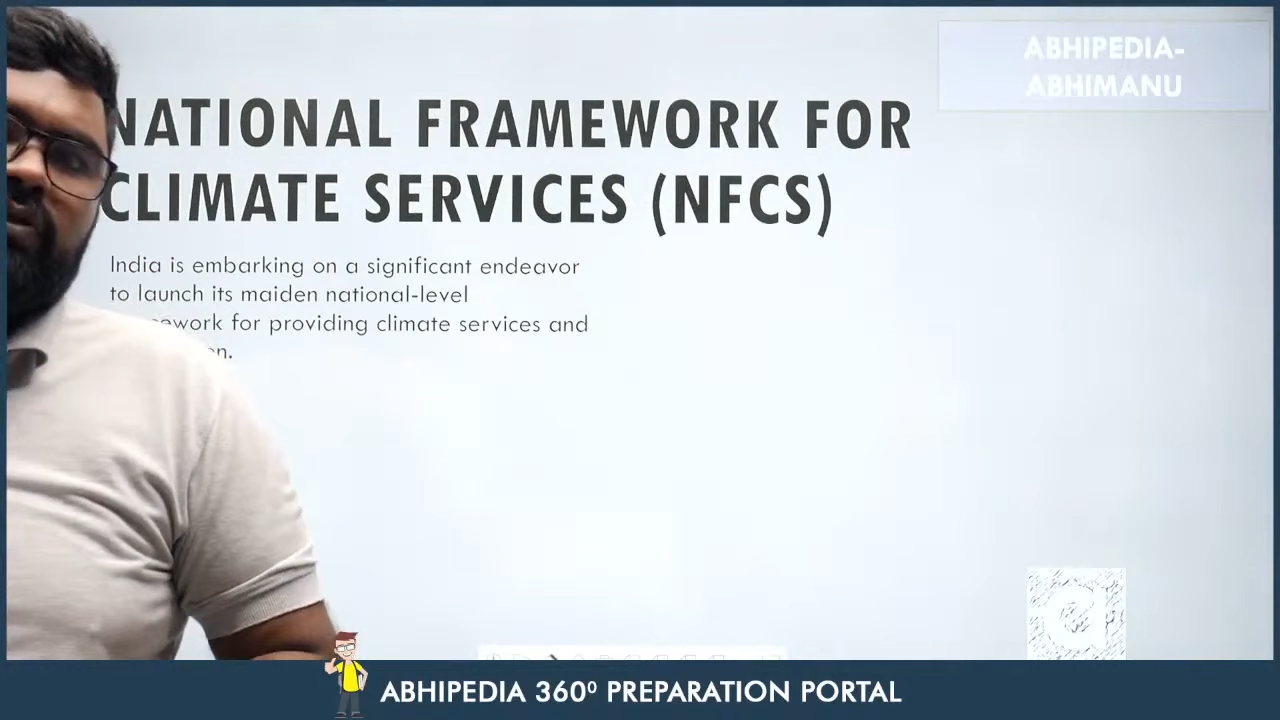 ABHIPEDIA-
ABHIMANU
NATIONAL FRAMEWORK FOR
CLIMATE SERVICES (NFCS)
India is embarking on a significant endeavor
to launch its maiden national-level
for providing climate services and
ABHIPEDIA 360⁰ PREPARATION PORTAL